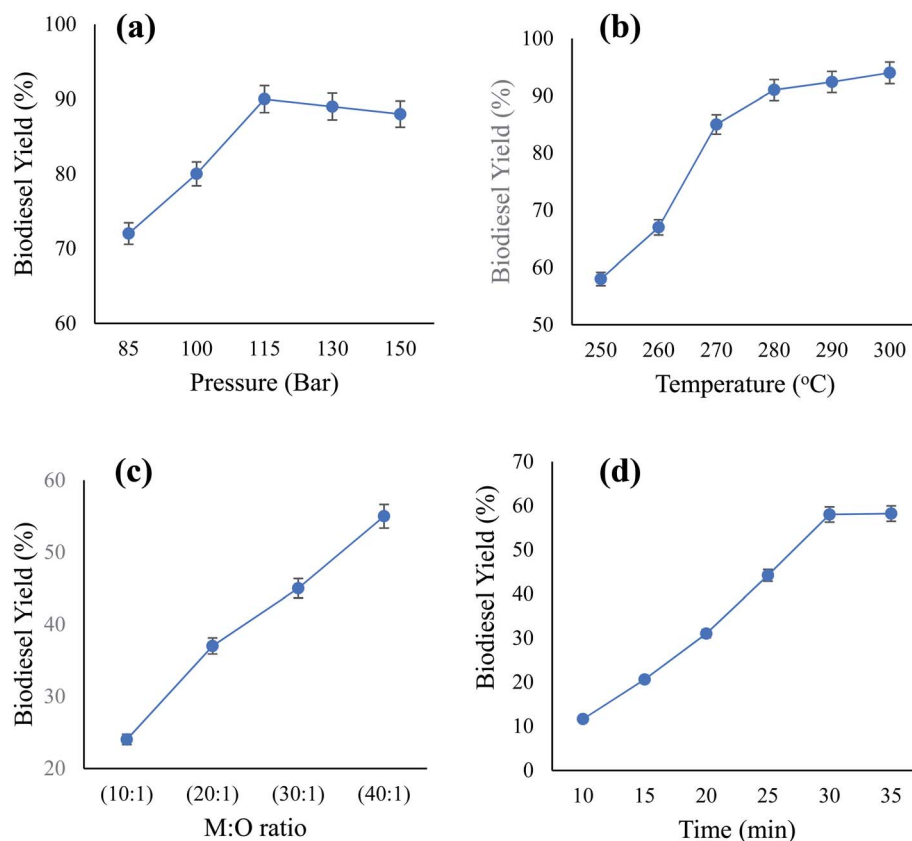 (a)
100
90
80
70
60
Biodiesel Yield (%)
85 100 115 130 150
Pressure (Bar)
(b)
100
90
80
70
60
50
Biodiesel Yield (%)
250 260 270 280 290 300
Temperature (oC)
(c)
60
50
40
30
20
Biodiesel Yield (%)
(10:1) (20:1) (30:1) (40:1)
M:O ratio
(d)
70
60
50
40
30
20
10
0
Biodiesel Yield (%)
10 15 20 25 30 35
Time (min)